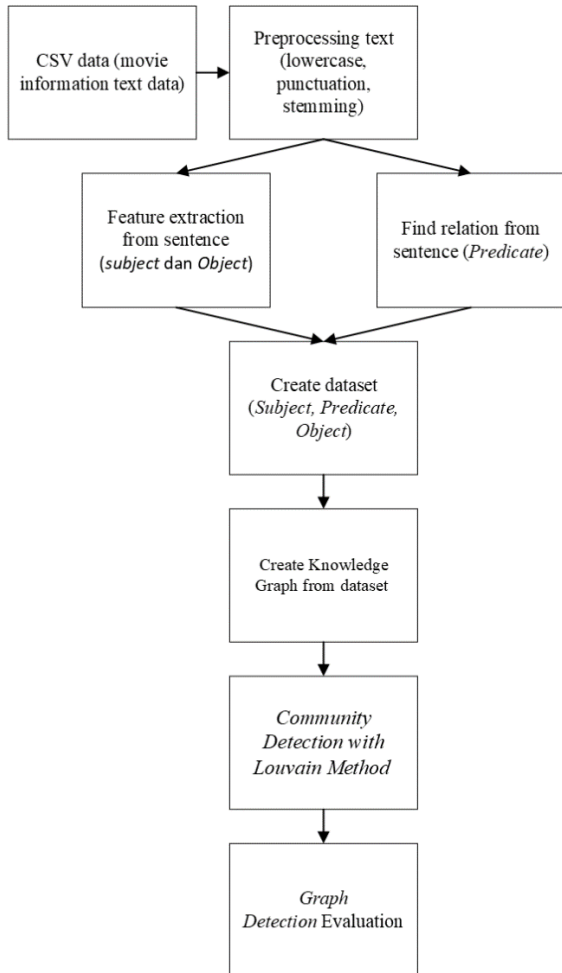 CSV data (movie
information text data)
Preprocessing text
(lowercase,
punctuation,
stemming)
Feature extraction
from sentence
(subject dan Object)
Find relation from
sentence (Predicate)
Create dataset
(Subject, Predicate,
Object)
Create Knowledge
Graph from dataset
Community
Detection with
Louvain Method
Graph
Detection Evaluation